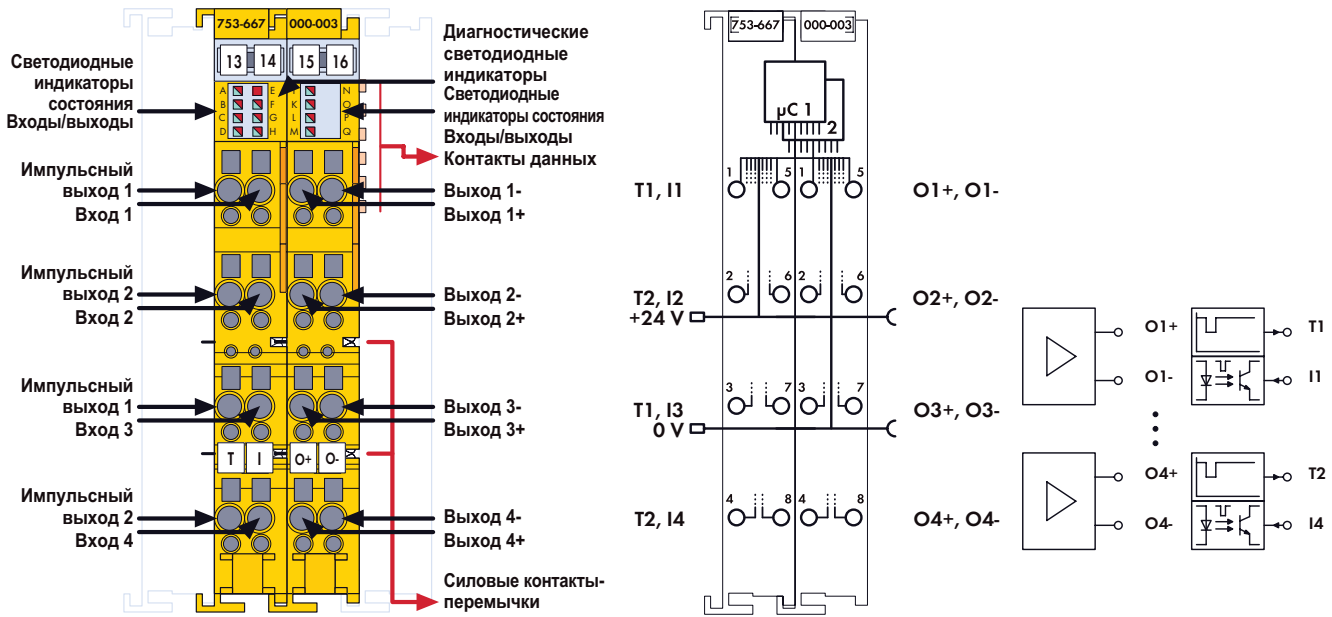 753-667
000-003
13
14
15
16
Светодиодные
индикаторы
состояния
Входы/выходы
A
B
C
D
E
F
G
H
K
L
M
N
O
P
Q
Диагностические
светодиодные
индикаторы
Светодиодные
индикаторы состояния
Входы/выходы
Контакты данных
Импульсный
выход 1
Вход 1
Выход 1-
Выход 1+
Импульсный
выход 2
Вход 2
Выход 2-
Выход 2+
Импульсный
выход 1
Вход 3
Выход 3-
Выход 3+
T
I
O+
O-
Импульсный
выход 2
Вход 4
Выход 4-
Выход 4+
Силовые контакты-
перемычки
753-667
000-003
µC 1
2
1
5
1
5
T1, I1
O1+, O1-
2
6
2
6
T2, I2
+24 V
O2+, O2-
3
7
3
7
T1, I3
0 V
O3+, O3-
4
8
4
8
T2, I4
O4+, O4-
O1+
O1-
T1
I1
O4+
O4-
T2
I4